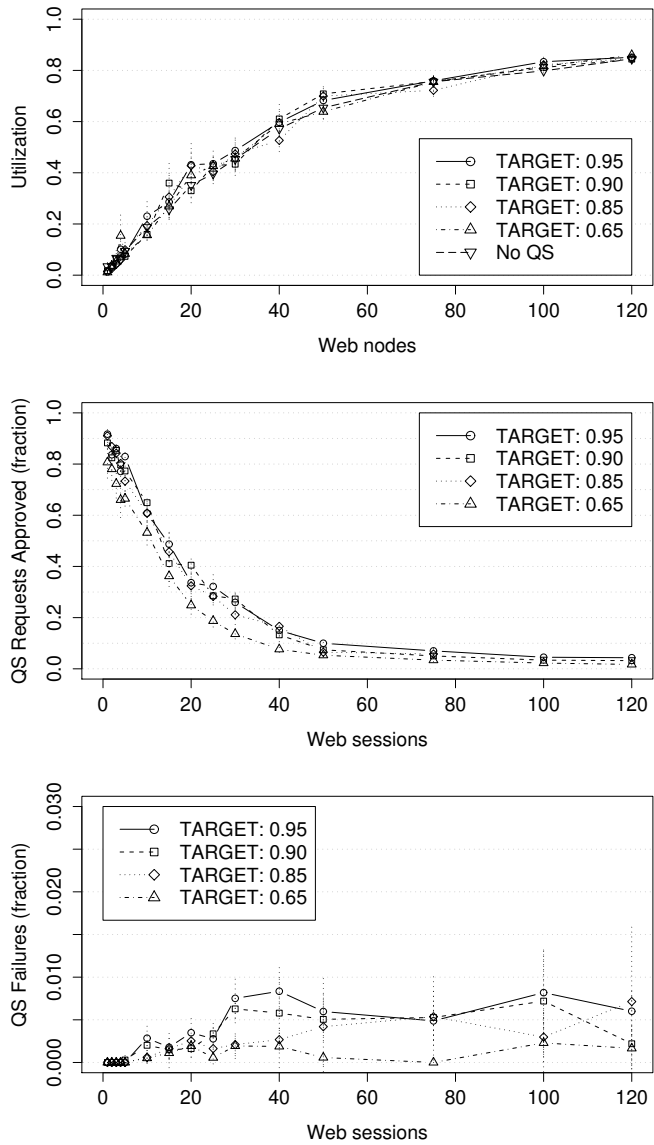 1.0
0.8
0.6
0.4
0.2
0.0
Utilization
TARGET: 0.95
TARGET: 0.90
TARGET: 0.85
TARGET: 0.65
No QS
0 20 40 60 80 100 120
Web nodes
1.0
0.8
0.6
0.4
0.2
0.0
QS Requests Approved (fraction)
TARGET: 0.95
TARGET: 0.90
TARGET: 0.85
TARGET: 0.65
0 20 40 60 80 100 120
Web sessions
0.030
0.020
0.010
0.000
QS Failures (fraction)
TARGET: 0.95
TARGET: 0.90
TARGET: 0.85
TARGET: 0.65
0 20 40 60 80 100 120
Web sessions